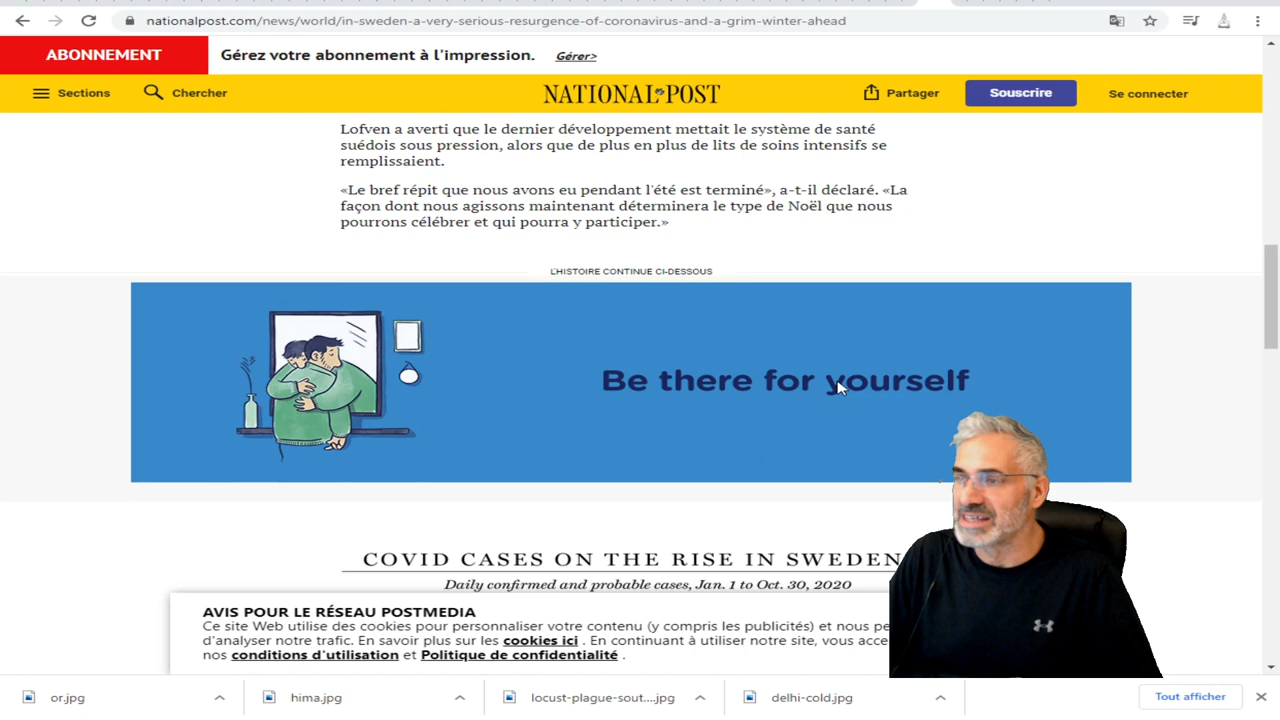 nationalpost.com/news/world/in-sweden-a-very-serious-resurgence-of-coronavirus-and-a-grim-winter-ahead
ABONNEMENT Gérez votre abonnement à l'impression. Gérer>
Sections Chercher NATIONAL POST Partager Souscrire Se connecter
Lofven a averti que le dernier développement mettait le système de santé
suédois sous pression, alors que de plus en plus de lits de soins intensifs se
remplissaient.
«Le bref répit que nous avons eu pendant l'été est terminé», a-t-il déclaré. «La
façon dont nous agissons maintenant déterminera le type de Noël que nous
pourrons célébrer et qui pourra y participer.»
L'HISTOIRE CONTINUE CI-DESSOUS
Be there for yourself
COVID CASES ON THE RISE IN SWEDEN
Daily confirmed and probable cases, Jan. 1 to Oct. 30, 2020
AVIS POUR LE RÉSEAU POSTMEDIA
Ce site Web utilise des cookies pour personnaliser votre contenu (y compris les publicités) et nous pe
d'analyser notre trafic. En savoir plus sur les cookies ici . En continuant à utiliser notre site, vous acce
nos conditions d'utilisation et Politique de confidentialité .
or.jpg hima.jpg locust-plague-sout....jpg delhi-cold.jpg Tout afficher